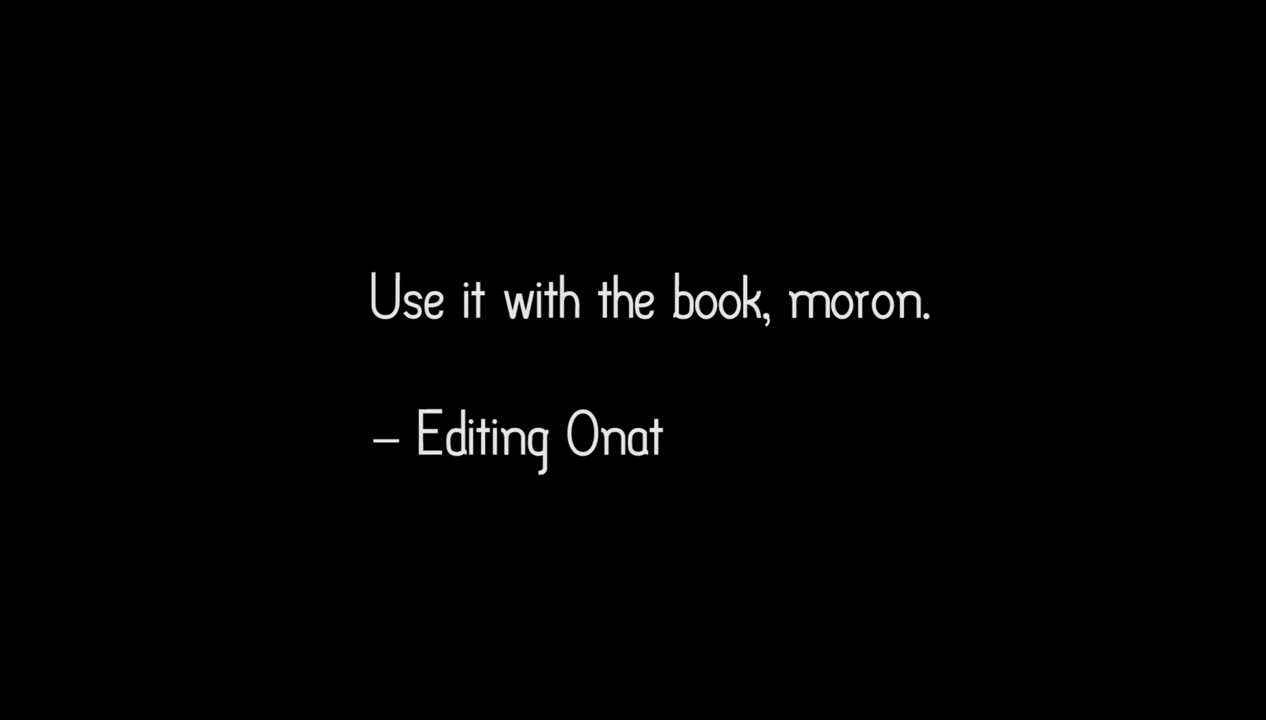 Use it with the book, moron.
– Editing Onat